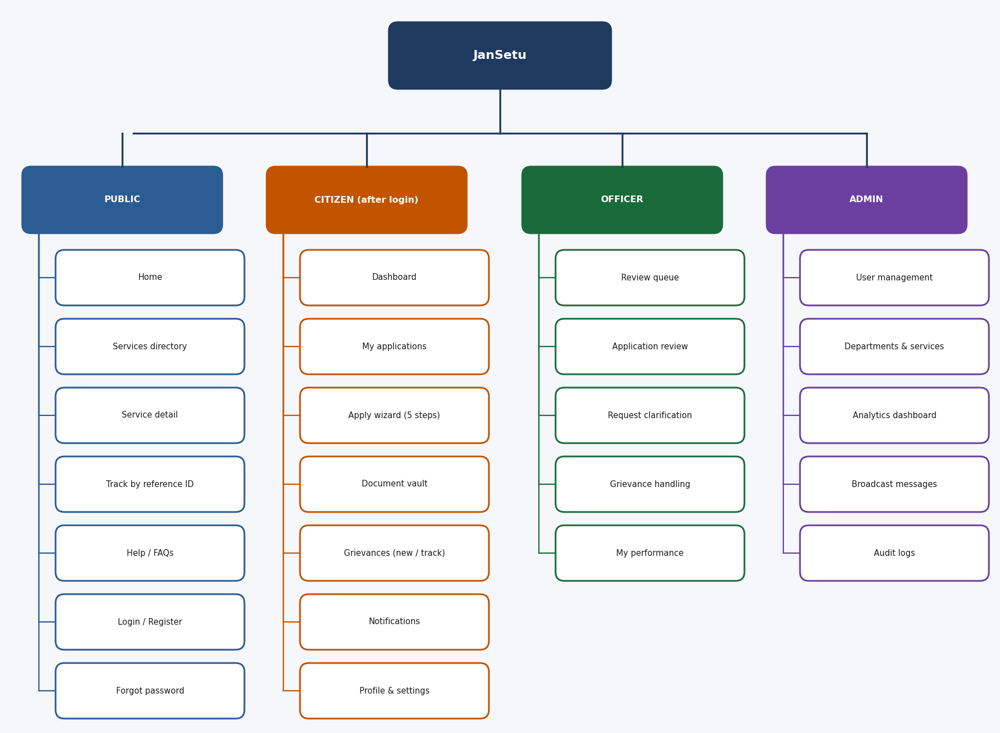 JanSetu
PUBLIC
CITIZEN (after login)
OFFICER
ADMIN
Home
Services directory
Service detail
Track by reference ID
Help / FAQs
Login / Register
Forgot password
Dashboard
My applications
Apply wizard (5 steps)
Document vault
Grievances (new / track)
Notifications
Profile & settings
Review queue
Application review
Request clarification
Grievance handling
My performance
User management
Departments & services
Analytics dashboard
Broadcast messages
Audit logs